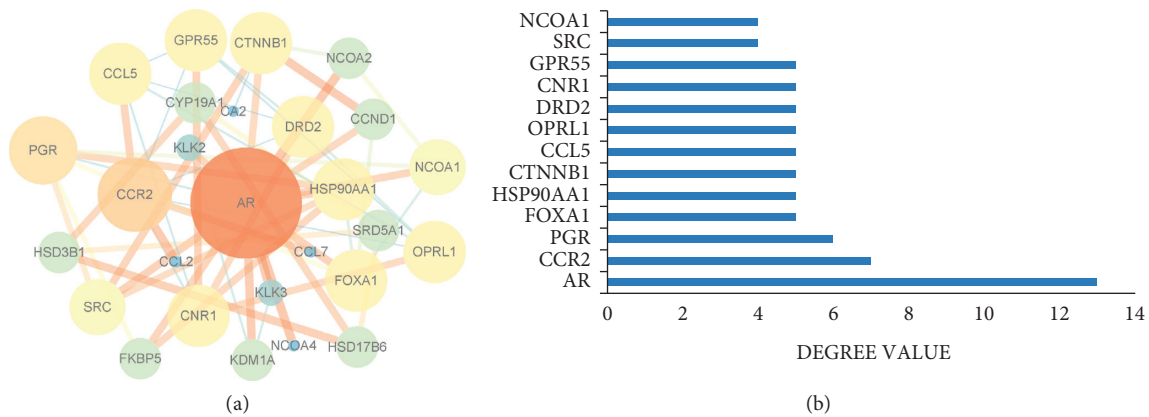 GPR55
CTNNB1
NCOA2
CCL5
CYP19A1
CA2
CCND1
DRD2
PGR
KLK2
NCOA1
CCR2
AR
HSP90AA1
SRD5A1
HSD3B1
CCL2
CCL7
OPRL1
FOXA1
SRC
CNR1
KLK3
FKBP5
KDM1A
NCOA4
HSD17B6
(a)
NCOA1
SRC
GPR55
CNR1
DRD2
OPRL1
CCL5
CTNNB1
HSP90AA1
FOXA1
PGR
CCR2
AR
0 2 4 6 8 10 12 14
DEGREE VALUE
(b)